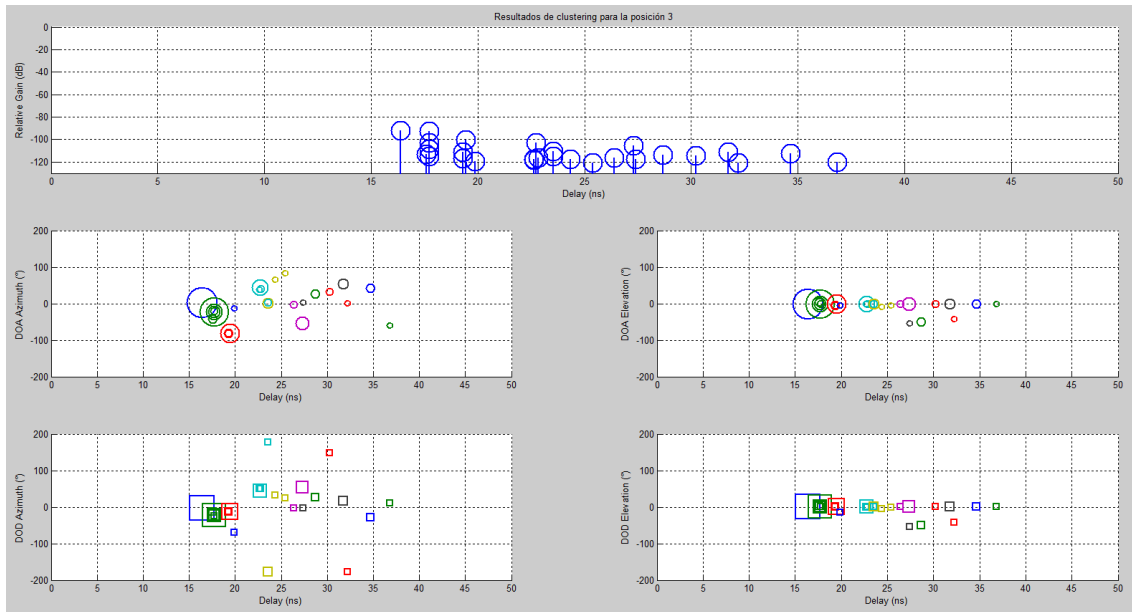 Resultados de clustering para la posición 3
Relative Gain (dB)
0
-20
-40
-60
-80
-100
-120
0 5 10 15 20 25 30 35 40 45 50
Delay (ns)
DOA Azimuth (º)
200
100
0
-100
-200
0 5 10 15 20 25 30 35 40 45 50
Delay (ns)
DOA Elevation (º)
200
100
0
-100
-200
0 5 10 15 20 25 30 35 40 45 50
Delay (ns)
DOD Azimuth (º)
200
100
0
-100
-200
0 5 10 15 20 25 30 35 40 45 50
Delay (ns)
DOD Elevation (º)
200
100
0
-100
-200
0 5 10 15 20 25 30 35 40 45 50
Delay (ns)